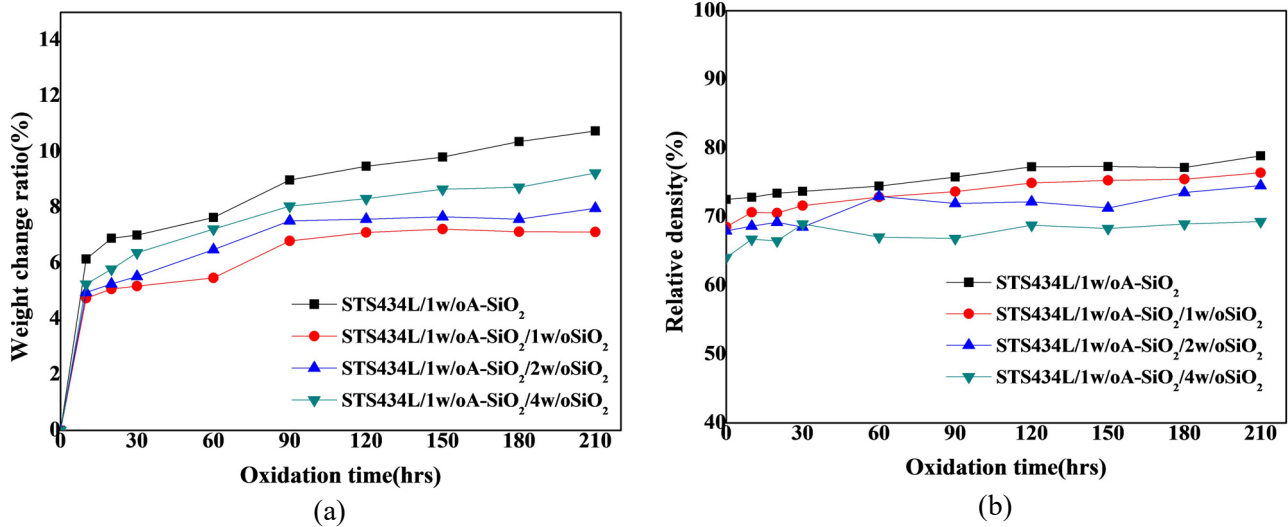 14
12
10
8
6
4
2
0
Weight change ratio(%)
STS434L/1w/oA-SiO₂
STS434L/1w/oA-SiO₂/1w/oSiO₂
STS434L/1w/oA-SiO₂/2w/oSiO₂
STS434L/1w/oA-SiO₂/4w/oSiO₂
0 30 60 90 120 150 180 210
Oxidation time(hrs)
(a)
100
90
80
70
60
50
40
Relative density(%)
STS434L/1w/oA-SiO₂
STS434L/1w/oA-SiO₂/1w/oSiO₂
STS434L/1w/oA-SiO₂/2w/oSiO₂
STS434L/1w/oA-SiO₂/4w/oSiO₂
0 30 60 90 120 150 180 210
Oxidation time(hrs)
(b)